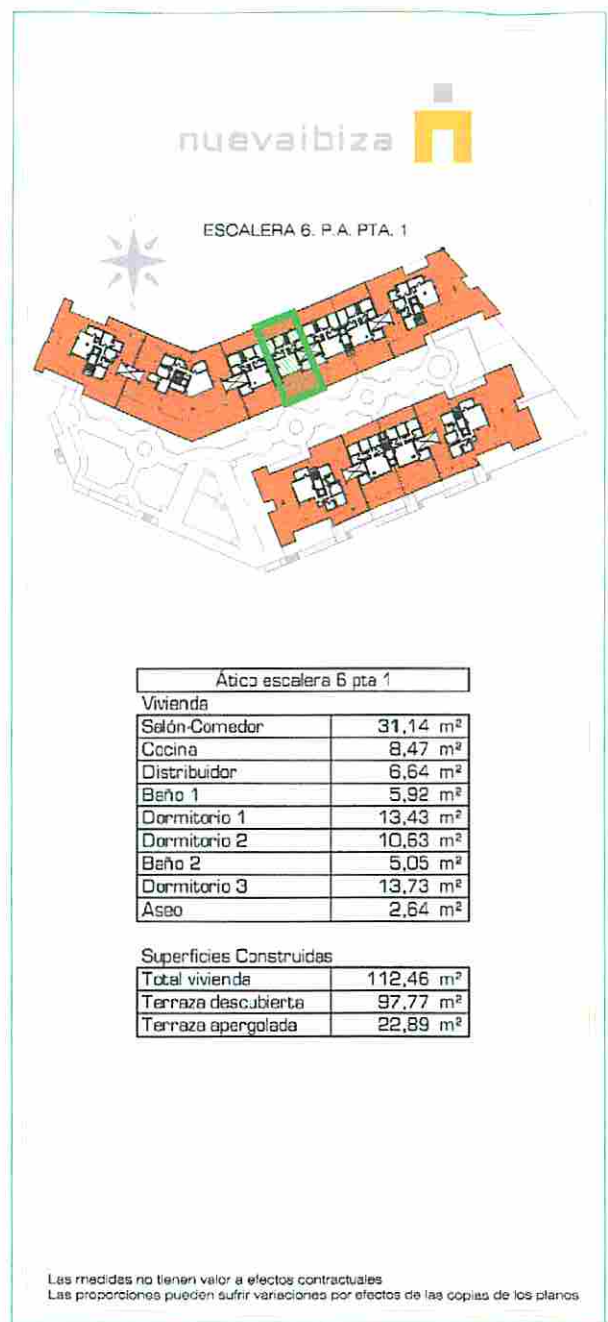 nuevaibiza
ESCALERA 6. P.A. PTA. 1
Ático escalera 6 pta 1
Vivienda
Salón-Comedor 31,14 m²
Cocina 8,47 m²
Distribuidor 6,64 m²
Baño 1 5,92 m²
Dormitorio 1 13,43 m²
Dormitorio 2 10,63 m²
Baño 2 5,05 m²
Dormitorio 3 13,73 m²
Aseo 2,64 m²
Superficies Construidas
Total vivienda 112,46 m²
Terraza descubierta 97,77 m²
Terraza apergolada 22,89 m²
Las medidas no tienen valor a efectos contractuales
Las proporciones pueden sufrir variaciones por efectos de las copias de los planos